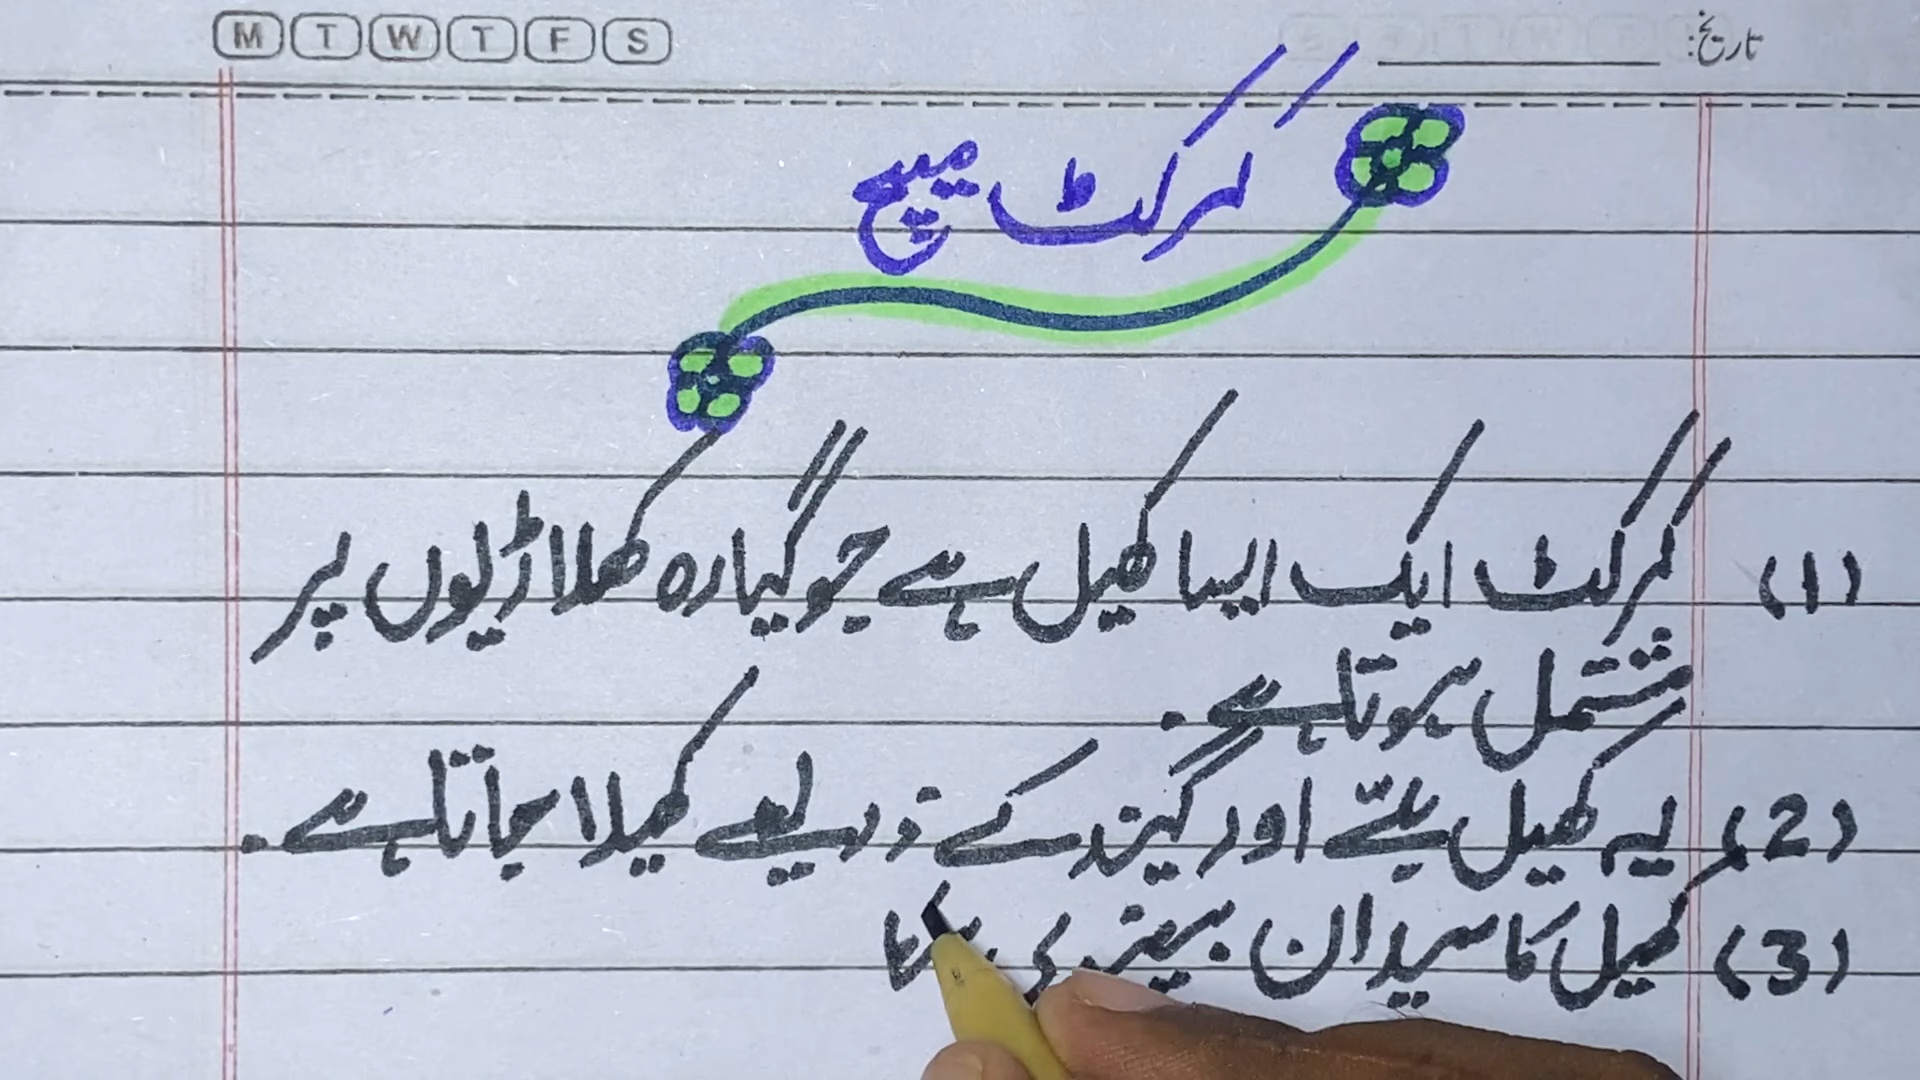 M T W T F S
تاریخ:
کرکٹ میچ
(1) کرکٹ ایک ایسا کھیل ہے جو گیارہ کھلاڑیوں پر
مشتمل ہوتا ہے۔
(2) یہ کھیل بلّے اور گیند کے ذریعے کھیلا جاتا ہے۔
(3) کھیل کا میدان